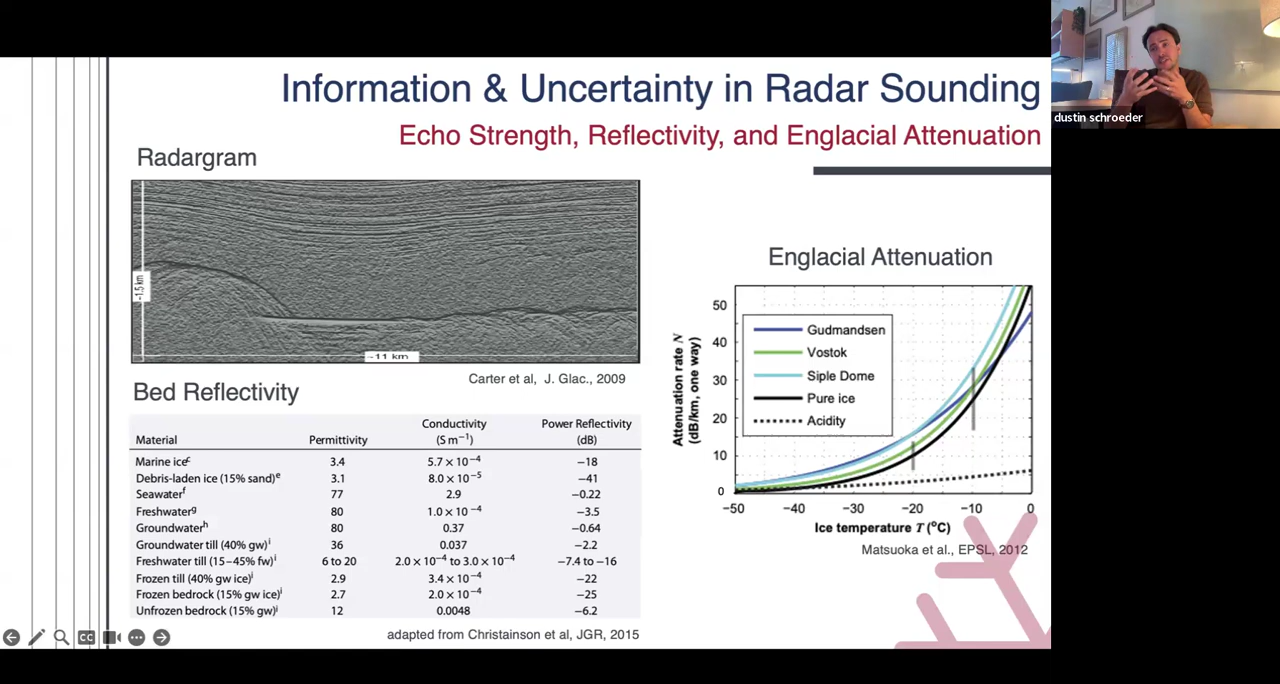 Information & Uncertainty in Radar Sounding
Echo Strength, Reflectivity, and Englacial Attenuation
dustin schroeder
Radargram
~1.5 km
~11 km
Carter et al, J. Glac., 2009
Bed Reflectivity
Material Permittivity Conductivity (S m−1) Power Reflectivity (dB)
Marine iceᶜ 3.4 5.7 × 10−4 −18
Debris-laden ice (15% sand)ᵉ 3.1 8.0 × 10−5 −41
Seawaterᶠ 77 2.9 −0.22
Freshwaterᵍ 80 1.0 × 10−4 −3.5
Groundwaterʰ 80 0.37 −0.64
Groundwater till (40% gw)ⁱ 36 0.037 −2.2
Freshwater till (15–45% fw)ⁱ 6 to 20 2.0 × 10−4 to 3.0 × 10−4 −7.4 to −16
Frozen till (40% gw ice)ⁱ 2.9 3.4 × 10−4 −22
Frozen bedrock (15% gw ice)ⁱ 2.7 2.0 × 10−4 −25
Unfrozen bedrock (15% gw)ⁱ 12 0.0048 −6.2
adapted from Christainson et al, JGR, 2015
CC
Englacial Attenuation
Attenuation rate N
(dB/km, one way)
50
40
30
20
10
0
Gudmandsen
Vostok
Siple Dome
Pure ice
Acidity
−50 −40 −30 −20 −10 0
Ice temperature T (°C)
Matsuoka et al., EPSL, 2012